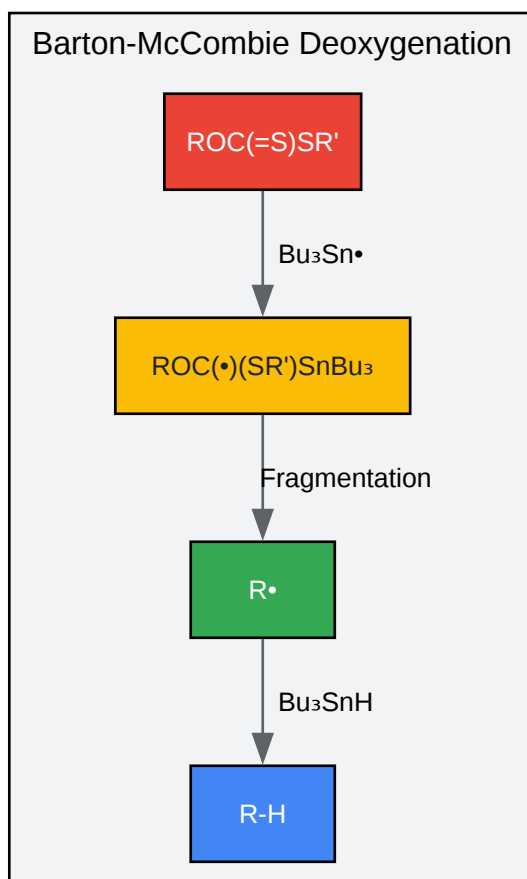 Barton-McCombie Deoxygenation
ROC(=S)SR'
Bu₃Sn•
ROC(•)(SR')SnBu₃
Fragmentation
R•
Bu₃SnH
R-H